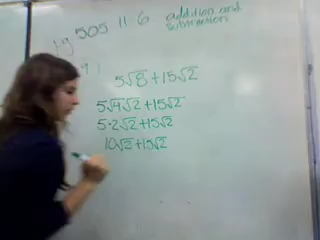 pg 505 11-6 addition and subtraction
5√8 + 15√2
5√4√2 + 15√2
5·2√2 + 15√2
10√2 + 15√2